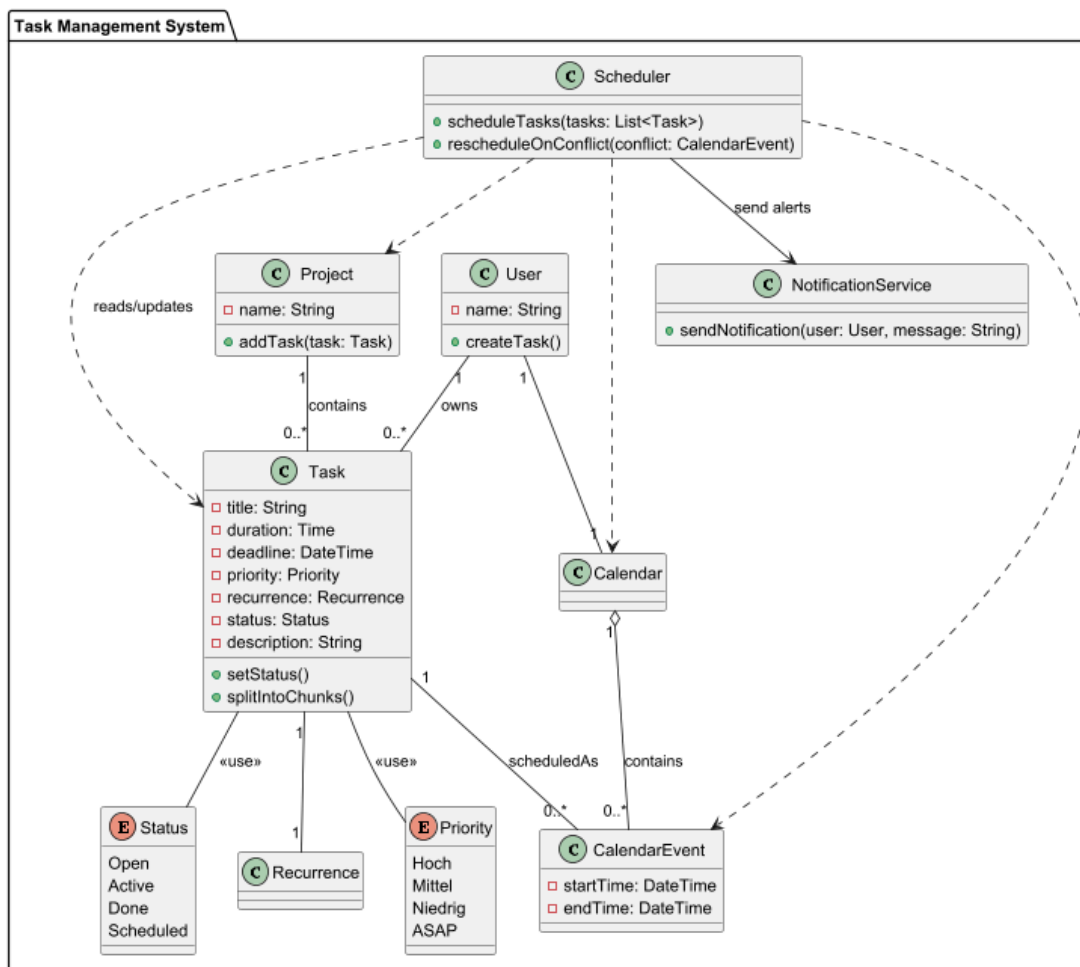 Task Management System
C Scheduler
scheduleTasks(tasks: List<Task>)
rescheduleOnConflict(conflict: CalendarEvent)
send alerts
C Project
name: String
addTask(task: Task)
C User
name: String
createTask()
C NotificationService
sendNotification(user: User, message: String)
reads/updates
1
contains
0..*
1
owns
0..*
1
1
C Task
title: String
duration: Time
deadline: DateTime
priority: Priority
recurrence: Recurrence
status: Status
description: String
setStatus()
splitIntoChunks()
C Calendar
1
contains
0..*
1
scheduledAs
0..*
«use»
1
1
«use»
E Status
Open
Active
Done
Scheduled
C Recurrence
E Priority
Hoch
Mittel
Niedrig
ASAP
C CalendarEvent
startTime: DateTime
endTime: DateTime